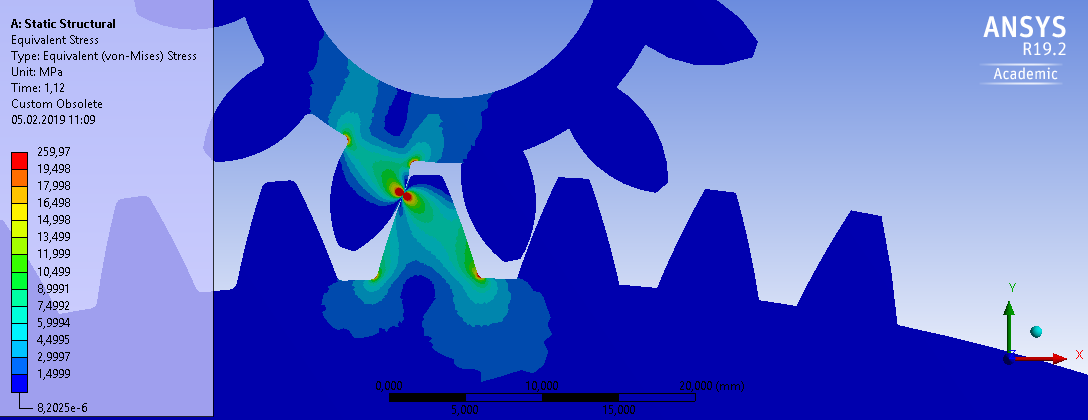 A: Static Structural
Equivalent Stress
Type: Equivalent (von-Mises) Stress
Unit: MPa
Time: 1,12
Custom Obsolete
05.02.2019 11:09
259,97
19,498
17,998
16,498
14,998
13,499
11,999
10,499
8,9991
7,4992
5,9994
4,4995
2,9997
1,4999
8,2025e-6
ANSYS
R19.2
Academic
Y
Z
X
0,000 10,000 20,000 (mm)
5,000 15,000